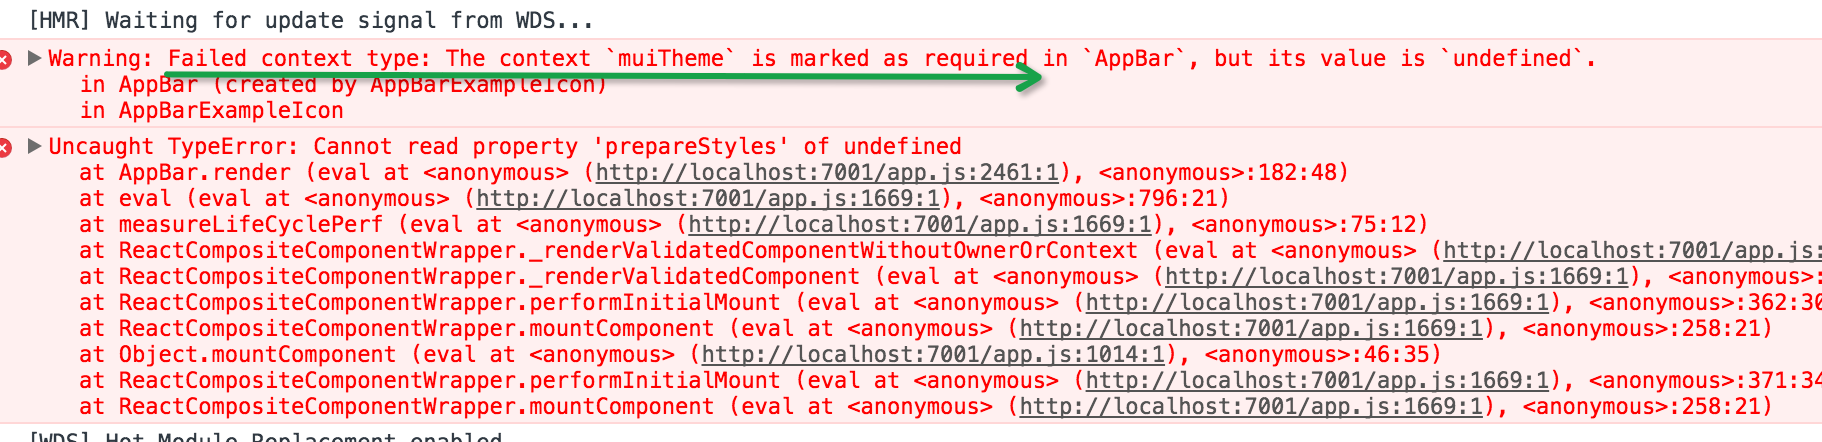 [HMR] Waiting for update signal from WDS...
Warning: Failed context type: The context `muiTheme` is marked as required in `AppBar`, but its value is `undefined`.
in AppBar (created by AppBarExampleIcon)
in AppBarExampleIcon
Uncaught TypeError: Cannot read property 'prepareStyles' of undefined
at AppBar.render (eval at <anonymous> (http://localhost:7001/app.js:2461:1), <anonymous>:182:48)
at eval (eval at <anonymous> (http://localhost:7001/app.js:1669:1), <anonymous>:796:21)
at measureLifeCyclePerf (eval at <anonymous> (http://localhost:7001/app.js:1669:1), <anonymous>:75:12)
at ReactCompositeComponentWrapper._renderValidatedComponentWithoutOwnerOrContext (eval at <anonymous> (http://localhost:7001/app.js:
at ReactCompositeComponentWrapper._renderValidatedComponent (eval at <anonymous> (http://localhost:7001/app.js:1669:1), <anonymous>:
at ReactCompositeComponentWrapper.performInitialMount (eval at <anonymous> (http://localhost:7001/app.js:1669:1), <anonymous>:362:30
at ReactCompositeComponentWrapper.mountComponent (eval at <anonymous> (http://localhost:7001/app.js:1669:1), <anonymous>:258:21)
at Object.mountComponent (eval at <anonymous> (http://localhost:7001/app.js:1014:1), <anonymous>:46:35)
at ReactCompositeComponentWrapper.performInitialMount (eval at <anonymous> (http://localhost:7001/app.js:1669:1), <anonymous>:371:34
at ReactCompositeComponentWrapper.mountComponent (eval at <anonymous> (http://localhost:7001/app.js:1669:1), <anonymous>:258:21)
[WDS] Hot Module Replacement enabled